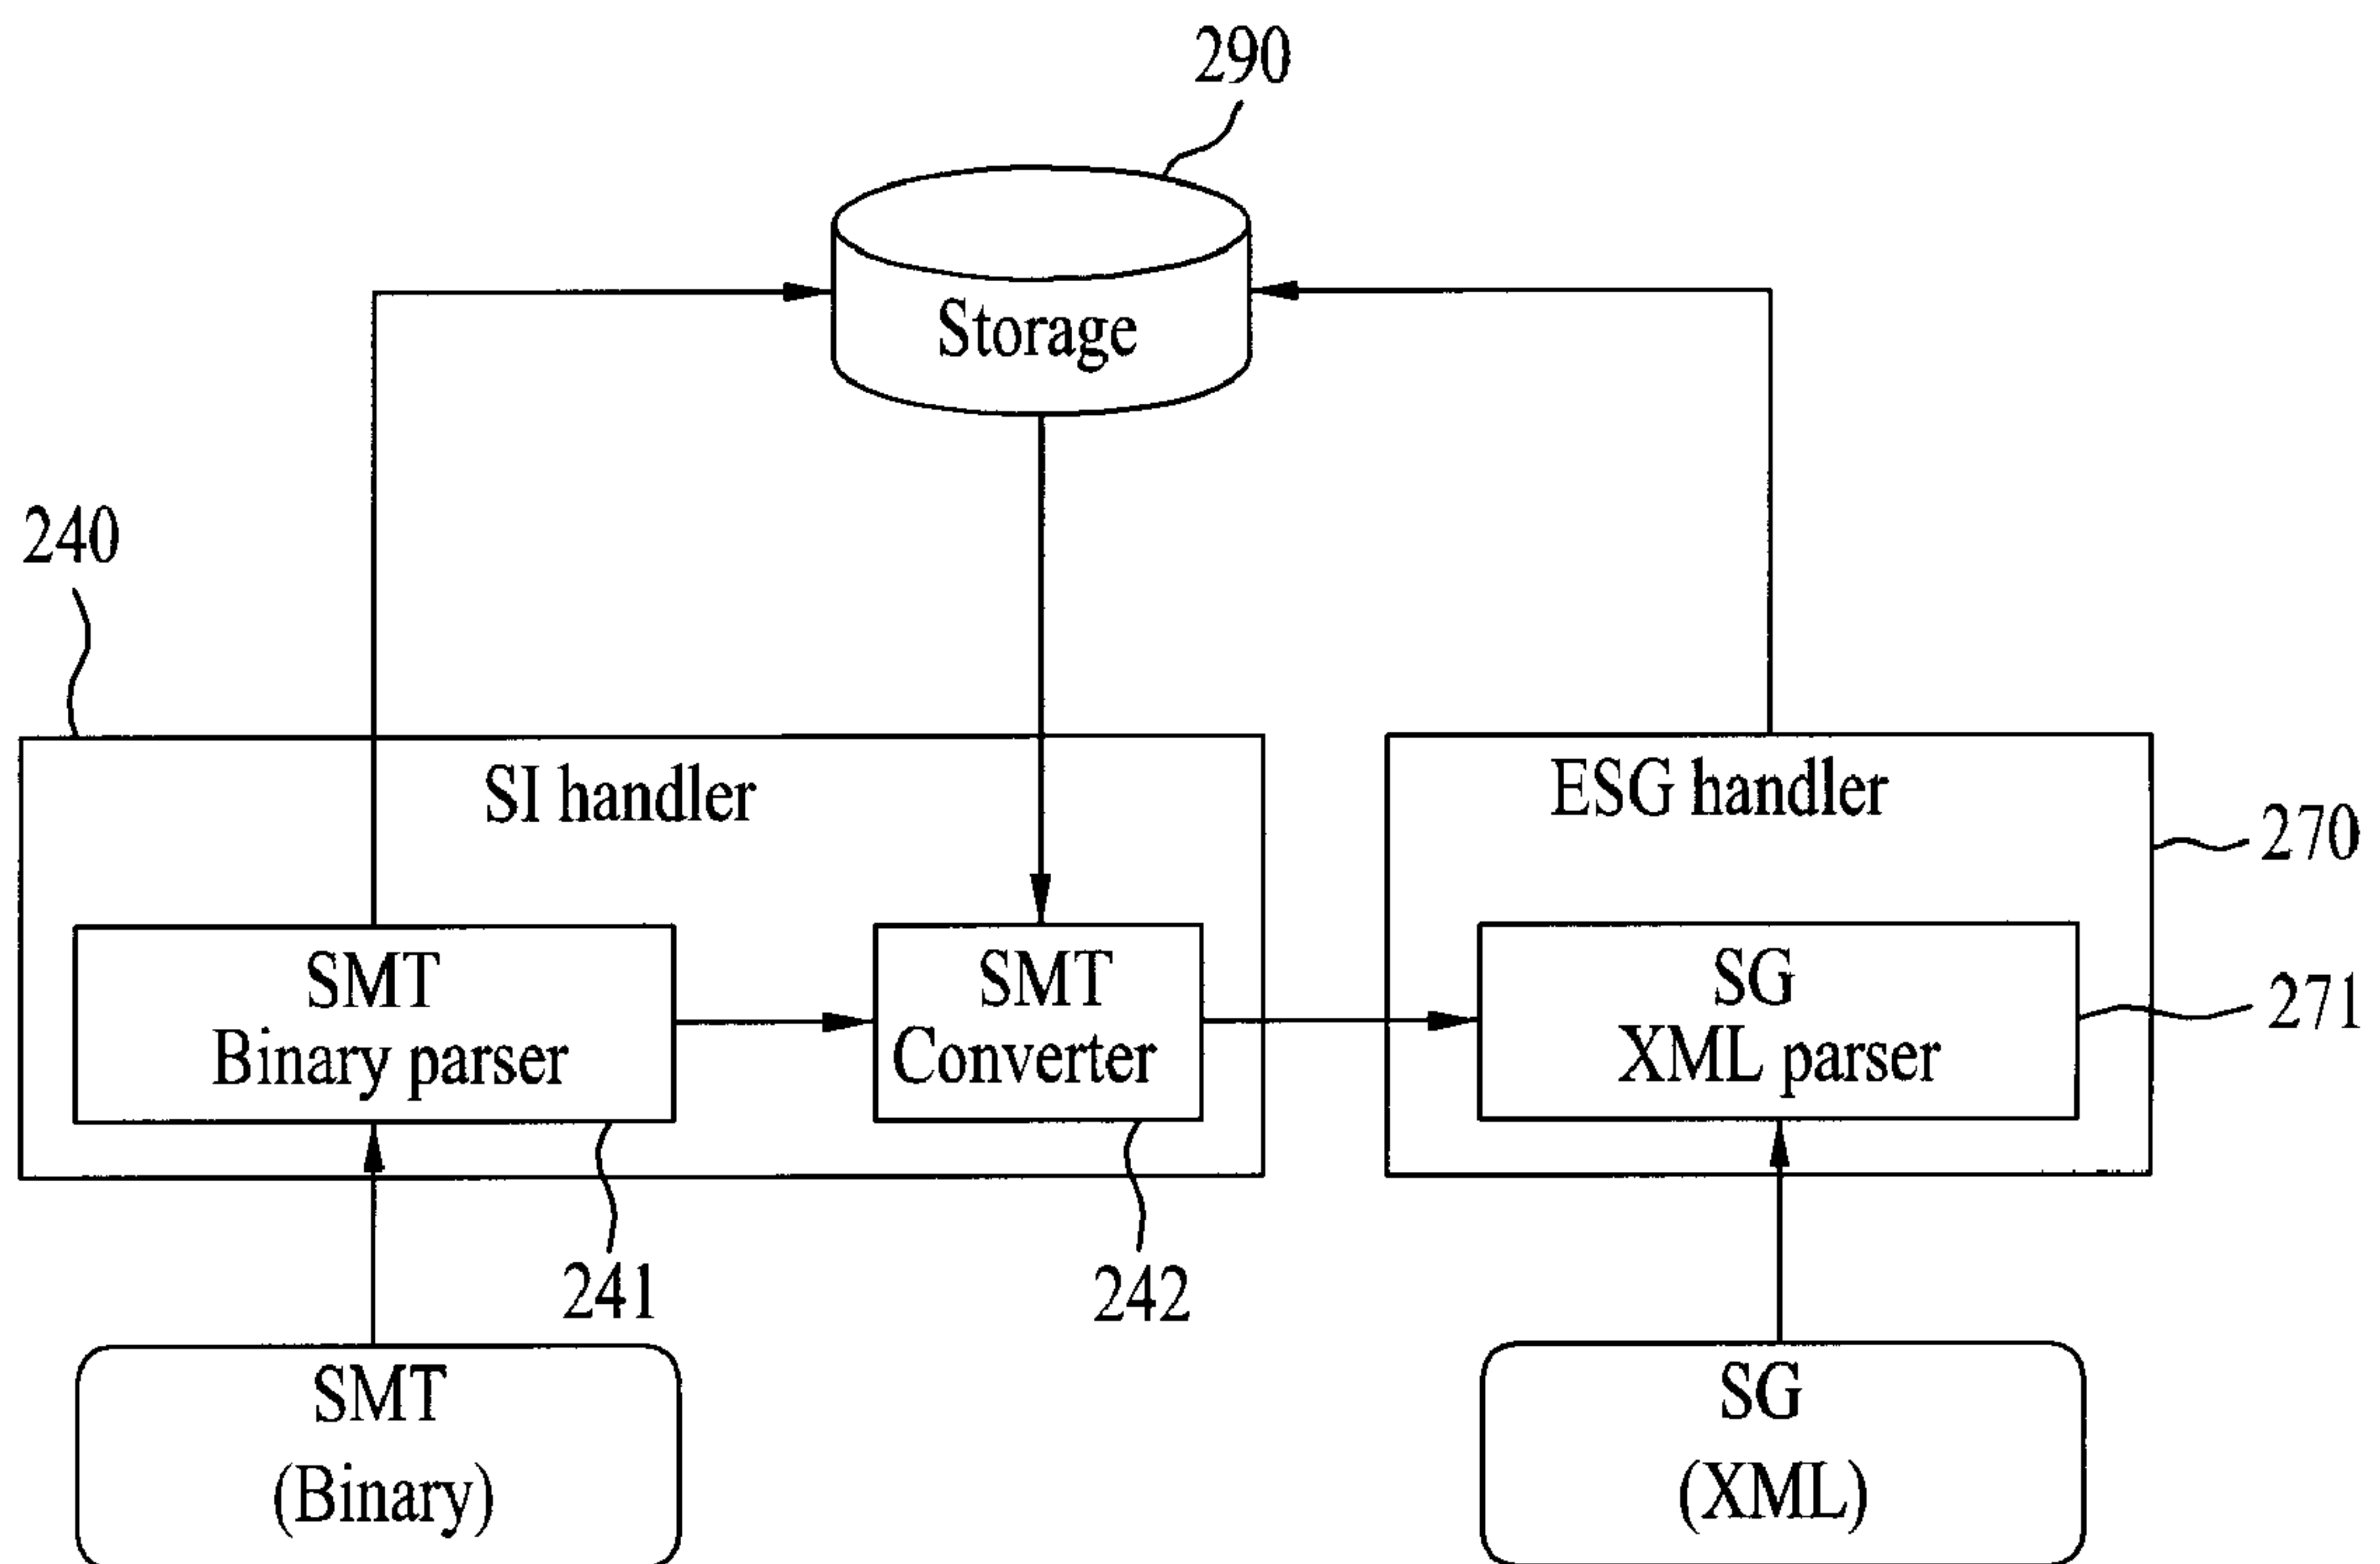 290
Storage
240
SI handler
ESG handler
270
SMT
Binary parser
SMT
Converter
SG
XML parser
271
241
242
SMT
(Binary)
SG
(XML)